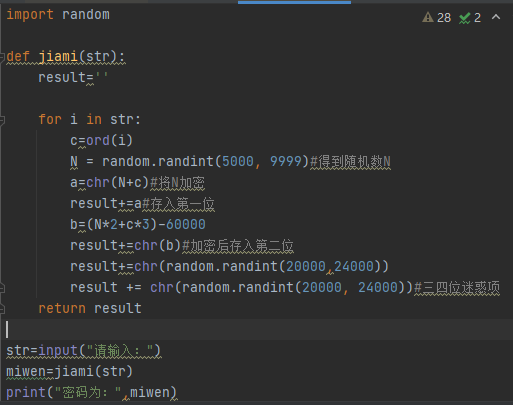 import random
28 2
def jiami(str):
    result=''
    for i in str:
        c=ord(i)
        N = random.randint(5000, 9999)#得到随机数N
        a=chr(N+c)#将N加密
        result+=a#存入第一位
        b=(N*2+c*3)-60000
        result+=chr(b)#加密后存入第二位
        result+=chr(random.randint(20000,24000))
        result += chr(random.randint(20000, 24000))#三四位迷惑项
    return result
str=input("请输入：")
miwen=jiami(str)
print("密码为：",miwen)